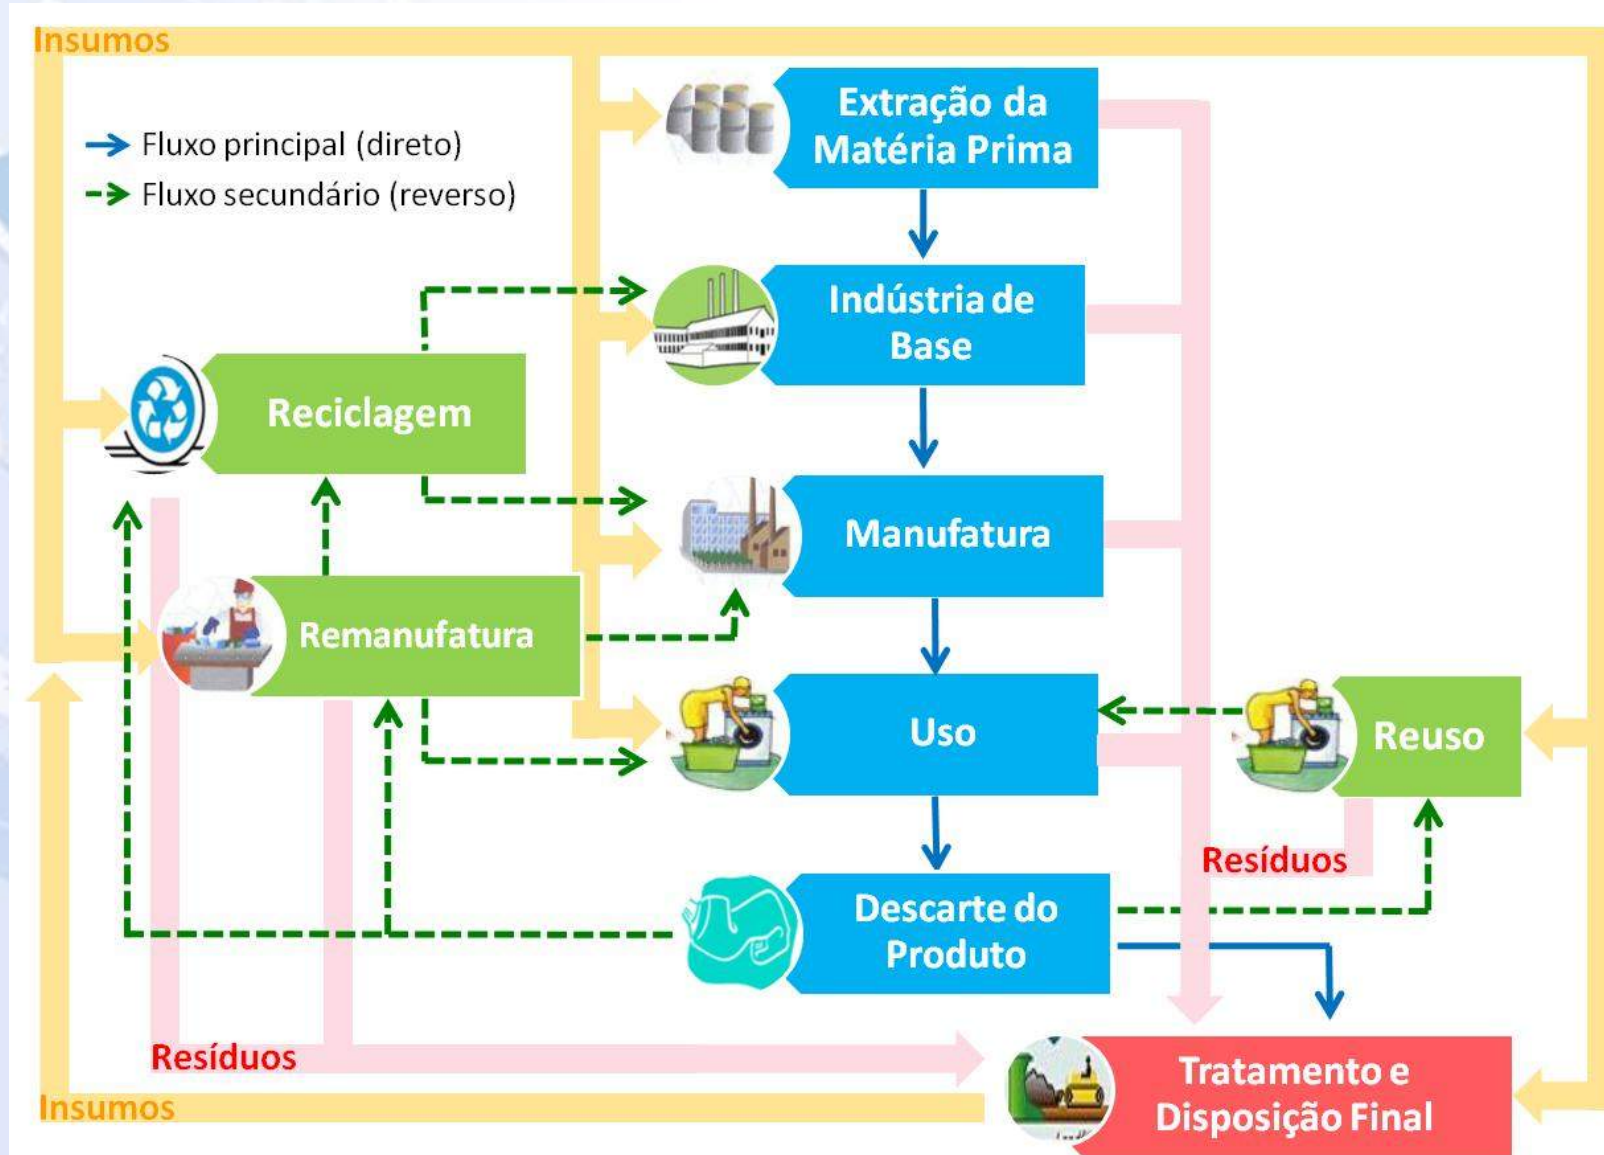 Insumos
Extração da
Matéria Prima
Fluxo principal (direto)
Fluxo secundário (reverso)
Indústria de
Base
Reciclagem
Manufatura
Remanufatura
Uso
Reuso
Resíduos
Descarte do
Produto
Resíduos
Tratamento e
Disposição Final
Insumos